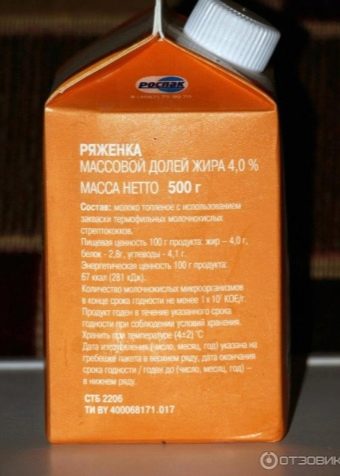 РОСПАК
РЯЖЕНКА
МАССОВОЙ ДОЛЕЙ ЖИРА 4,0 %
МАССА НЕТТО 500 г
Состав: молоко топленое с использованием
закваски термофильных молочнокислых
стрептококков.
Пищевая ценность 100 г продукта: жир – 4,0 г,
белок - 2,8г, углеводы - 4,1 г.
Энергетическая ценность 100 г продукта:
67 ккал (281 кДж).
Количество молочнокислых микроорганизмов
в конце срока годности не менее 1x10⁷ КОЕ/г.
Продукт годен в течение указанного срока
годности при соблюдении условий хранения.
Хранить при температуре (4±2) °С
Дата изготовления (число, месяц, год) указана на
гребешке пакета в верхнем ряду, дата окончания
срока годности / годен до (число, месяц, год) –
в нижнем ряду.
СТБ 2206
ТИ BY 400068171.017
ОТЗОВИК